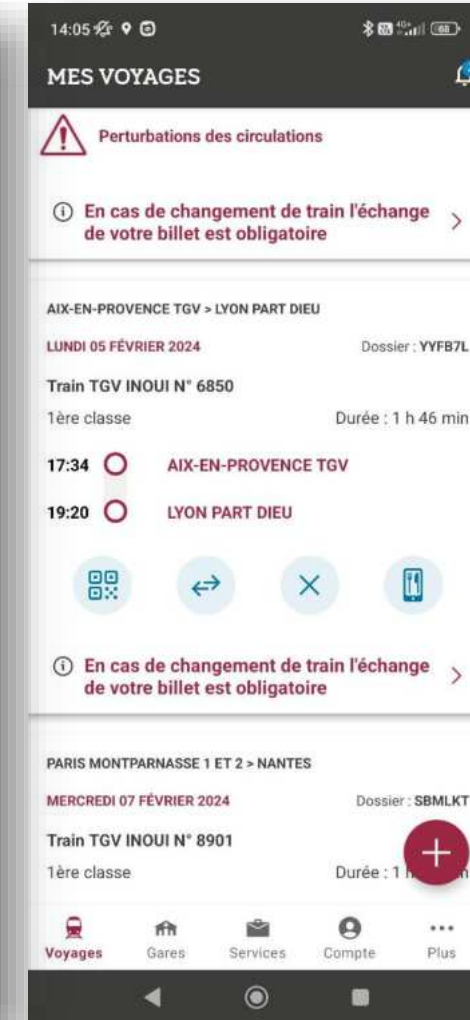 14:05
4G+
68
MES VOYAGES
Perturbations des circulations
En cas de changement de train l'échange
de votre billet est obligatoire
AIX-EN-PROVENCE TGV > LYON PART DIEU
LUNDI 05 FÉVRIER 2024 Dossier : YYFB7L
Train TGV INOUI N° 6850
1ère classe Durée : 1 h 46 min
17:34 AIX-EN-PROVENCE TGV
19:20 LYON PART DIEU
En cas de changement de train l'échange
de votre billet est obligatoire
PARIS MONTPARNASSE 1 ET 2 > NANTES
MERCREDI 07 FÉVRIER 2024 Dossier : SBMLKT
Train TGV INOUI N° 8901
1ère classe Durée : 1
Voyages Gares Services Compte Plus